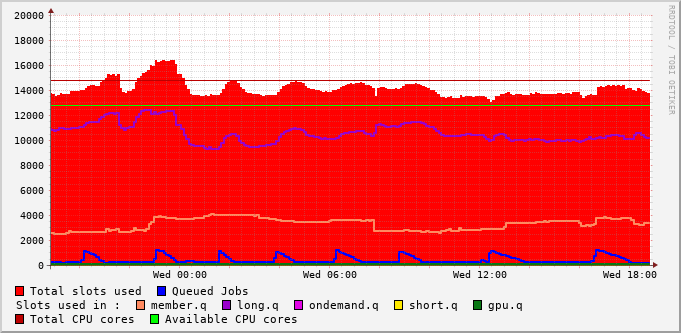 RRDTOOL / TOBI OETIKER
20000
18000
16000
14000
12000
10000
8000
6000
4000
2000
0
Wed 00:00 Wed 06:00 Wed 12:00 Wed 18:00
Total slots used Queued Jobs
Slots used in : member.q long.q ondemand.q short.q gpu.q
Total CPU cores Available CPU cores